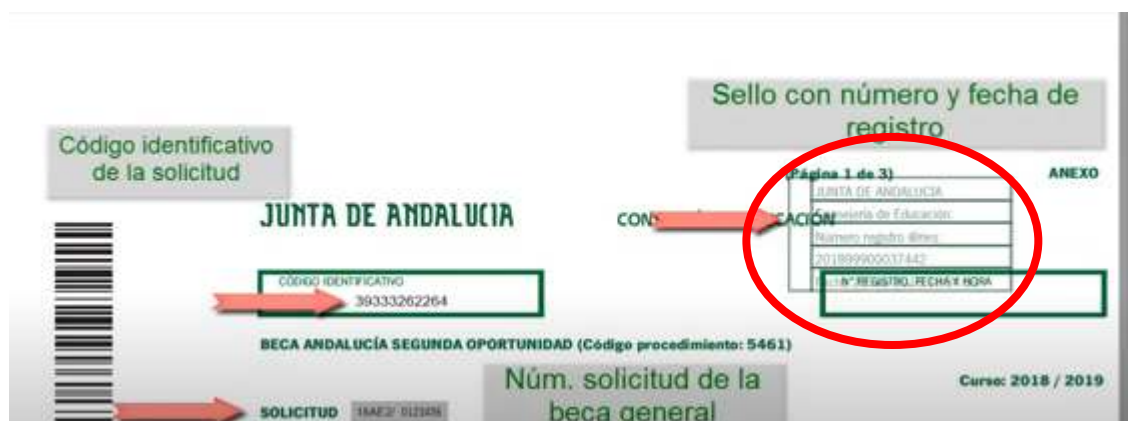 Sello con número y fecha de
registro
Código identificativo
de la solicitud
(Página 1 de 3)
ANEXO
JUNTA DE ANDALUCIA
JUNTA DE ANDALUCIA
de Educación
Número registro @ries:
201899900037442
CÓDIGO IDENTIFICATIVO
39333262264
Nº REGISTRO, FECHA Y HORA
BECA ANDALUCÍA SEGUNDA OPORTUNIDAD (Código procedimiento: 5461)
Núm. solicitud de la
beca general
Curso: 2018 / 2019
SOLICITUD